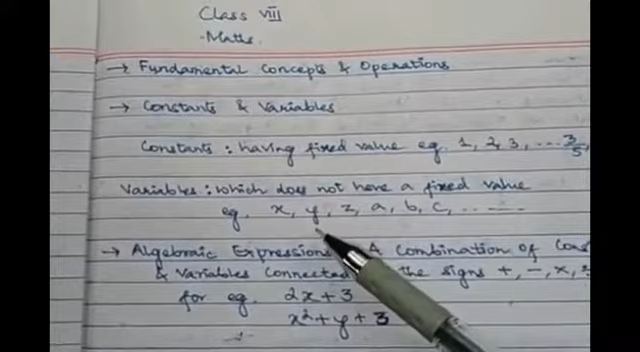 Class VIII
Maths.
→ Fundamental Concepts & Operations
→ Constants & Variables
Constants : having fixed value eg. 1, 2, 3, ... 3/5,
Variables : which does not have a fixed value
eg. x, y, z, a, b, c, ......
→ Algebraic Expressions A Combination of
& Variables Connected the signs +, −, ×,
for eg. 2x + 3
x² + y + 3